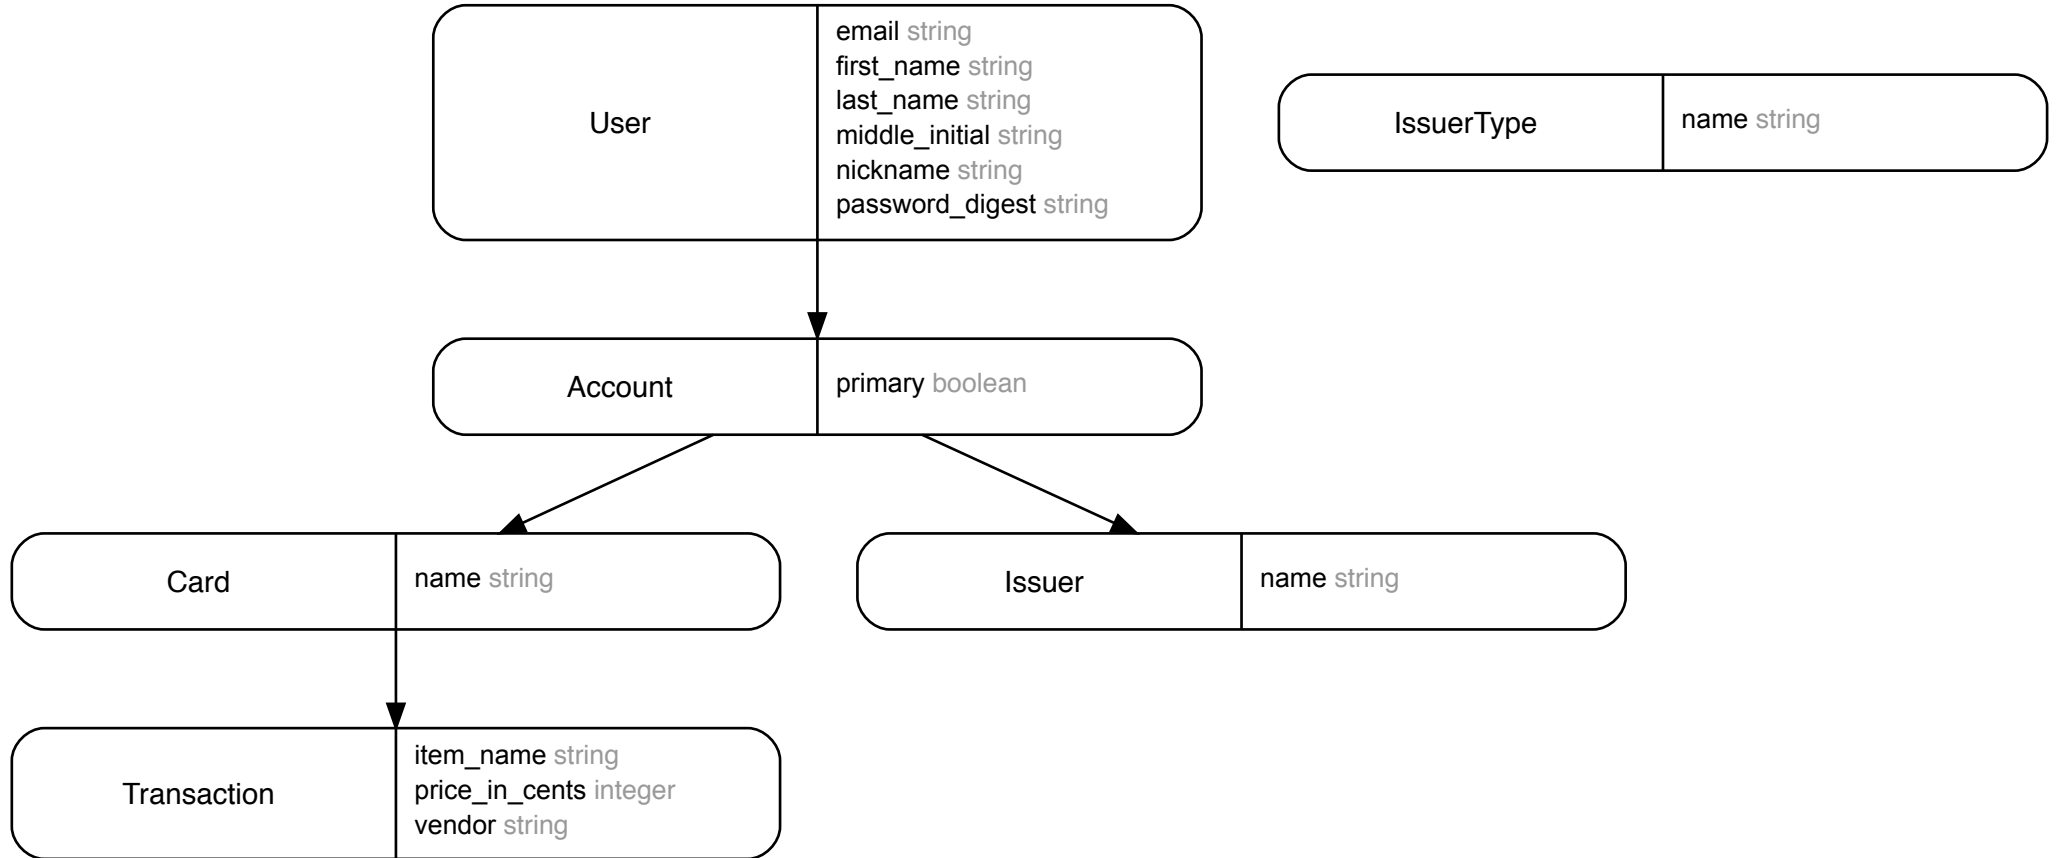 User
email string
first_name string
last_name string
middle_initial string
nickname string
password_digest string
IssuerType
name string
Account
primary boolean
Card
name string
Issuer
name string
Transaction
item_name string
price_in_cents integer
vendor string